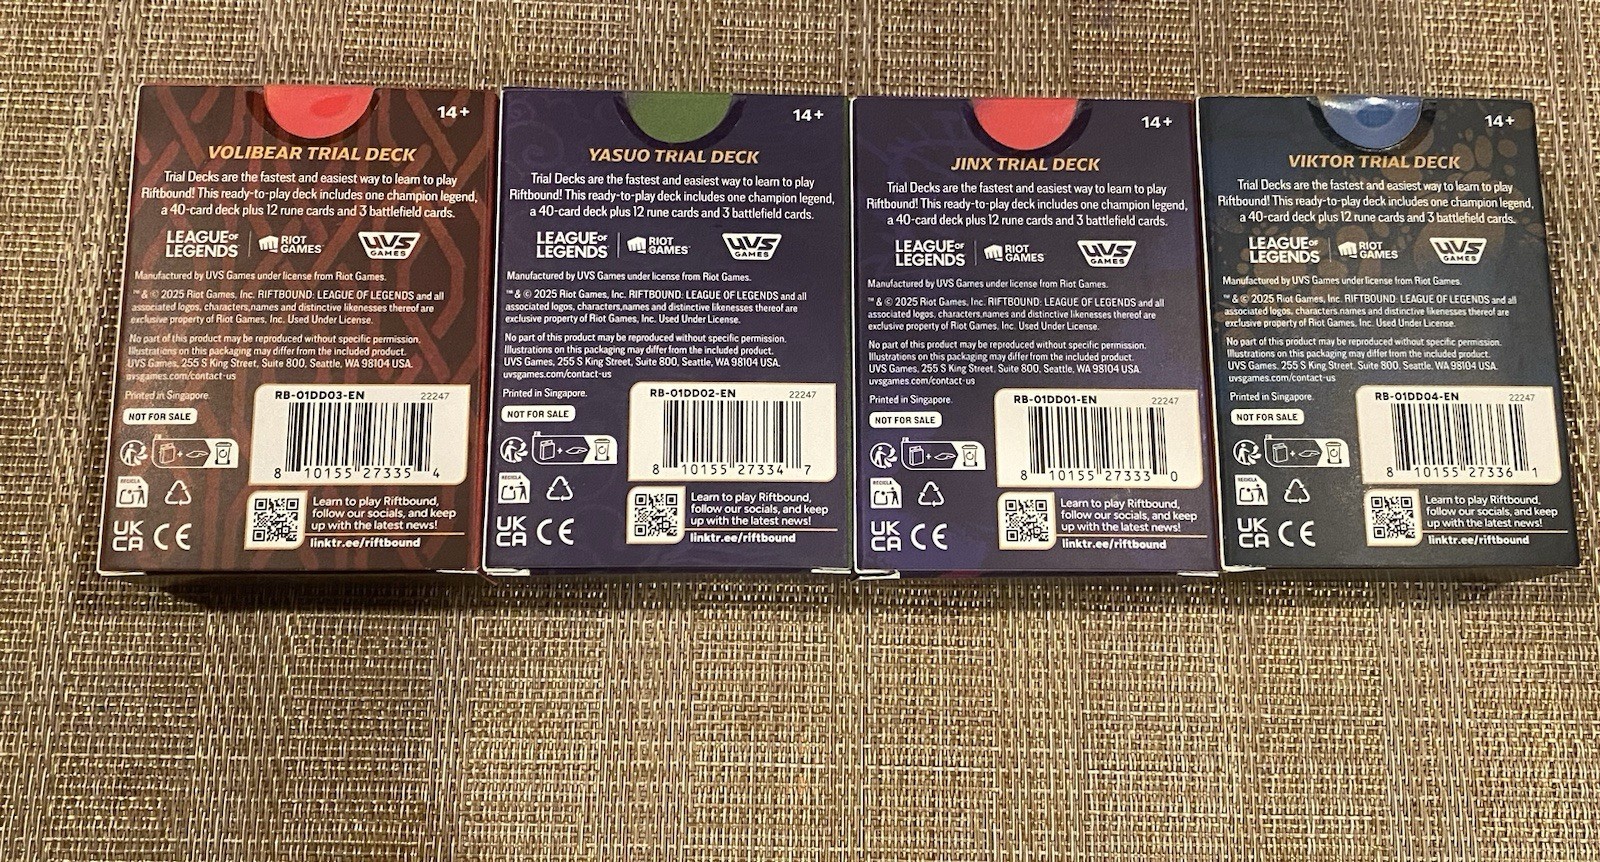 14+
VOLIBEAR TRIAL DECK
Trial Decks are the fastest and easiest way to learn to play
Riftbound! This ready-to-play deck includes one champion legend,
a 40-card deck plus 12 rune cards and 3 battlefield cards.
LEAGUE OF
LEGENDS
RIOT
GAMES
UVS
GAMES
Manufactured by UVS Games under license from Riot Games.
™ & © 2025 Riot Games, Inc. RIFTBOUND: LEAGUE OF LEGENDS and all
associated logos, characters,names and distinctive likenesses thereof are
exclusive property of Riot Games, Inc. Used Under License.
No part of this product may be reproduced without specific permission.
Illustrations on this packaging may differ from the included product.
UVS Games, 255 S King Street, Suite 800, Seattle, WA 98104 USA.
uvsgames.com/contact-us
Printed in Singapore.
NOT FOR SALE
RB-01DD03-EN 22247
8 10155 27335 4
RECICLA
UK
CA CE
Learn to play Riftbound,
follow our socials, and keep
up with the latest news!
linktr.ee/riftbound
14+
YASUO TRIAL DECK
Trial Decks are the fastest and easiest way to learn to play
Riftbound! This ready-to-play deck includes one champion legend,
a 40-card deck plus 12 rune cards and 3 battlefield cards.
LEAGUE OF
LEGENDS
RIOT
GAMES
UVS
GAMES
Manufactured by UVS Games under license from Riot Games.
™ & © 2025 Riot Games, Inc. RIFTBOUND: LEAGUE OF LEGENDS and all
associated logos, characters,names and distinctive likenesses thereof are
exclusive property of Riot Games, Inc. Used Under License.
No part of this product may be reproduced without specific permission.
Illustrations on this packaging may differ from the included product.
UVS Games, 255 S King Street, Suite 800, Seattle, WA 98104 USA.
uvsgames.com/contact-us
Printed in Singapore.
NOT FOR SALE
RB-01DD02-EN 22247
8 10155 27334 7
RECICLA
UK
CA CE
Learn to play Riftbound,
follow our socials, and keep
up with the latest news!
linktr.ee/riftbound
14+
JINX TRIAL DECK
Trial Decks are the fastest and easiest way to learn to play
Riftbound! This ready-to-play deck includes one champion legend,
a 40-card deck plus 12 rune cards and 3 battlefield cards.
LEAGUE OF
LEGENDS
RIOT
GAMES
UVS
GAMES
Manufactured by UVS Games under license from Riot Games.
™ & © 2025 Riot Games, Inc. RIFTBOUND: LEAGUE OF LEGENDS and all
associated logos, characters,names and distinctive likenesses thereof are
exclusive property of Riot Games, Inc. Used Under License.
No part of this product may be reproduced without specific permission.
Illustrations on this packaging may differ from the included product.
UVS Games, 255 S King Street, Suite 800, Seattle, WA 98104 USA.
uvsgames.com/contact-us
Printed in Singapore.
NOT FOR SALE
RB-01DD01-EN 22247
8 10155 27333 0
RECICLA
UK
CA CE
Learn to play Riftbound,
follow our socials, and keep
up with the latest news!
linktr.ee/riftbound
14+
VIKTOR TRIAL DECK
Trial Decks are the fastest and easiest way to learn to play
Riftbound! This ready-to-play deck includes one champion legend,
a 40-card deck plus 12 rune cards and 3 battlefield cards.
LEAGUE OF
LEGENDS
RIOT
GAMES
UVS
GAMES
Manufactured by UVS Games under license from Riot Games.
™ & © 2025 Riot Games, Inc. RIFTBOUND: LEAGUE OF LEGENDS and all
associated logos, characters,names and distinctive likenesses thereof are
exclusive property of Riot Games, Inc. Used Under License.
No part of this product may be reproduced without specific permission.
Illustrations on this packaging may differ from the included product.
UVS Games, 255 S King Street, Suite 800, Seattle, WA 98104 USA.
uvsgames.com/contact-us
Printed in Singapore.
NOT FOR SALE
RB-01DD04-EN 22247
8 10155 27336 1
RECICLA
UK
CA CE
Learn to play Riftbound,
follow our socials, and keep
up with the latest news!
linktr.ee/riftbound